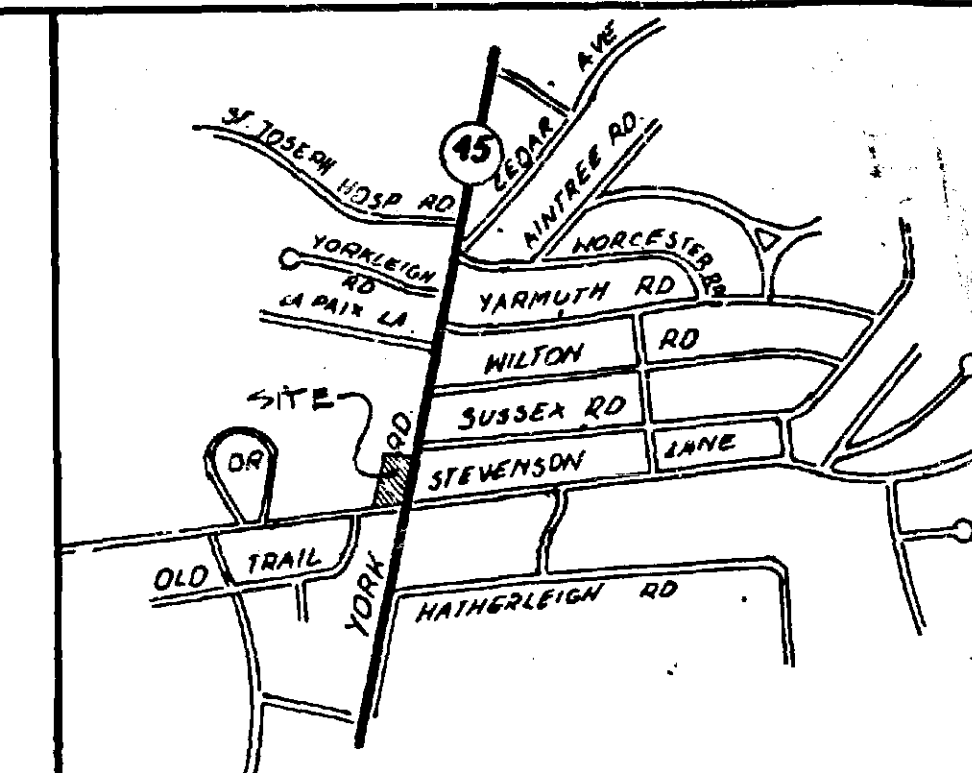 AVE
CEDAR
45
ST. JOSEPH HOSP RD
AINTREE RD.
WORCESTER RD
YORKLEIGH
RD
YARMUTH RD
LA PAIX LA.
WILTON RD
SITE
SUSSEX RD
RD.
DR
STEVENSON LANE
OLD TRAIL
YORK
HATHERLEIGH RD